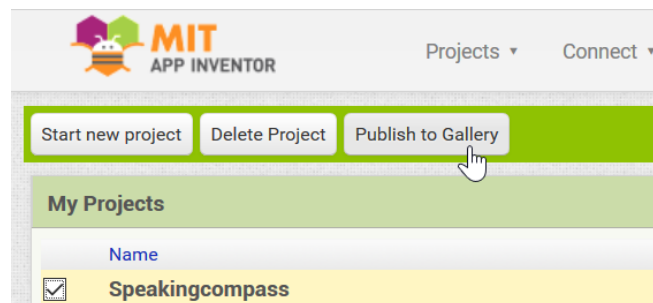 MIT
APP INVENTOR
Projects ▾ Connect ▾
Start new project Delete Project Publish to Gallery
My Projects
Name
Speakingcompass